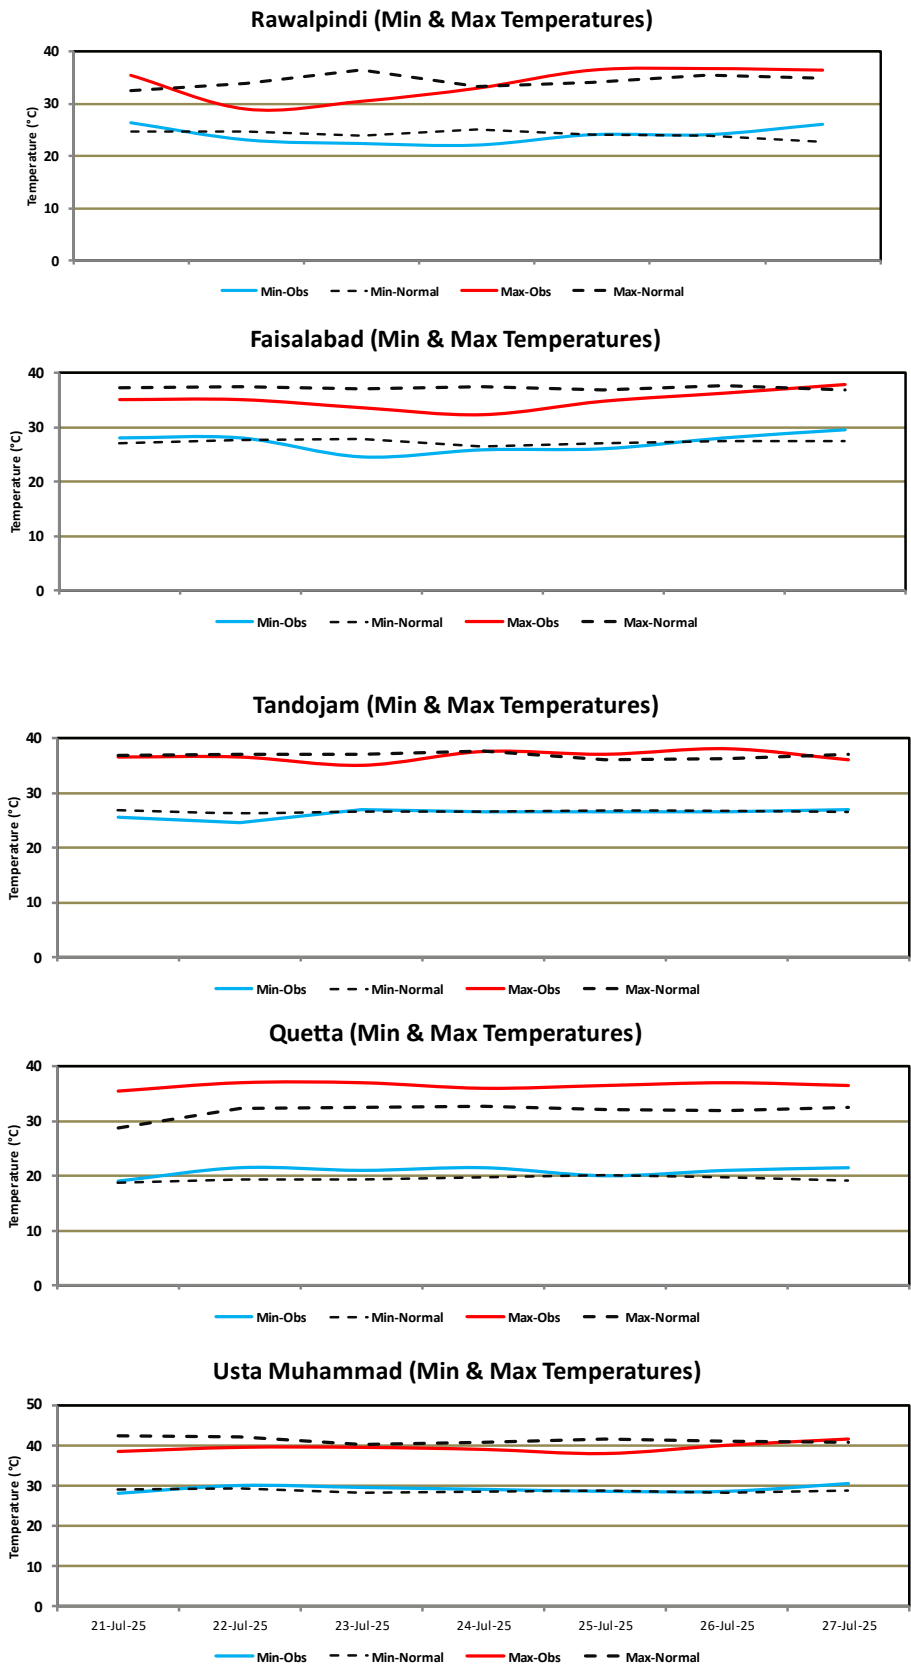 Rawalpindi (Min & Max Temperatures)
Temperature (°C)
40
30
20
10
0
Min-Obs Min-Normal Max-Obs Max-Normal
Faisalabad (Min & Max Temperatures)
Temperature (°C)
40
30
20
10
0
Min-Obs Min-Normal Max-Obs Max-Normal
Tandojam (Min & Max Temperatures)
Temperature (°C)
40
30
20
10
0
Min-Obs Min-Normal Max-Obs Max-Normal
Quetta (Min & Max Temperatures)
Temperature (°C)
40
30
20
10
0
Min-Obs Min-Normal Max-Obs Max-Normal
Usta Muhammad (Min & Max Temperatures)
Temperature (°C)
50
40
30
20
10
0
21-Jul-25 22-Jul-25 23-Jul-25 24-Jul-25 25-Jul-25 26-Jul-25 27-Jul-25
Min-Obs Min-Normal Max-Obs Max-Normal